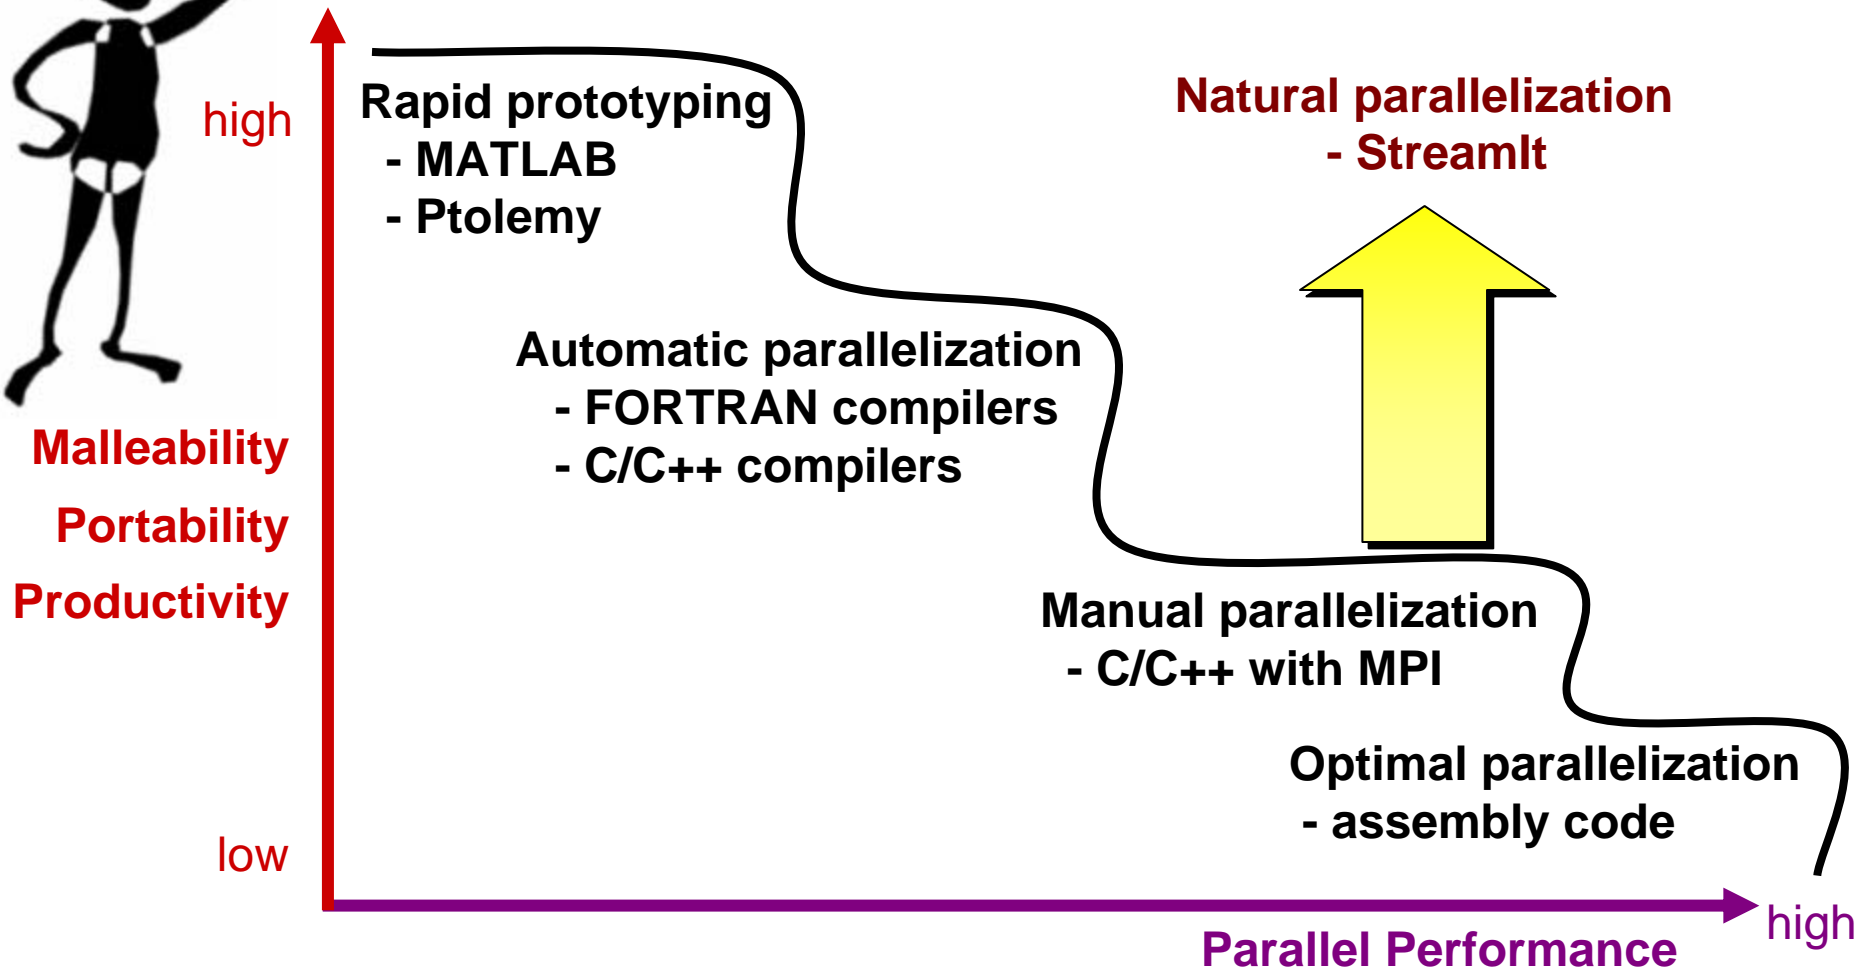 high
Rapid prototyping
- MATLAB
- Ptolemy
Natural parallelization
- StreamIt
Automatic parallelization
- FORTRAN compilers
- C/C++ compilers
Malleability
Portability
Productivity
Manual parallelization
- C/C++ with MPI
Optimal parallelization
- assembly code
low
high
Parallel Performance